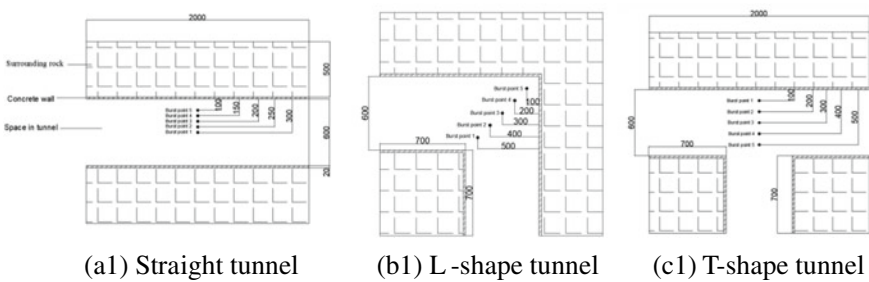 2000
Surrounding rock
500
Concrete wall
Space in tunnel
Burst point 5
Burst point 4
Burst point 3
Burst point 2
Burst point 1
100
150
200
250
300
600
20
(a1) Straight tunnel
600
Burst point 5
Burst point 4
Burst point 3
Burst point 2
Burst point 1
100
200
300
400
500
700
700
(b1) L-shape tunnel
2000
500
600
Burst point 1
Burst point 2
Burst point 3
Burst point 4
Burst point 5
100
200
300
400
500
700
700
(c1) T-shape tunnel